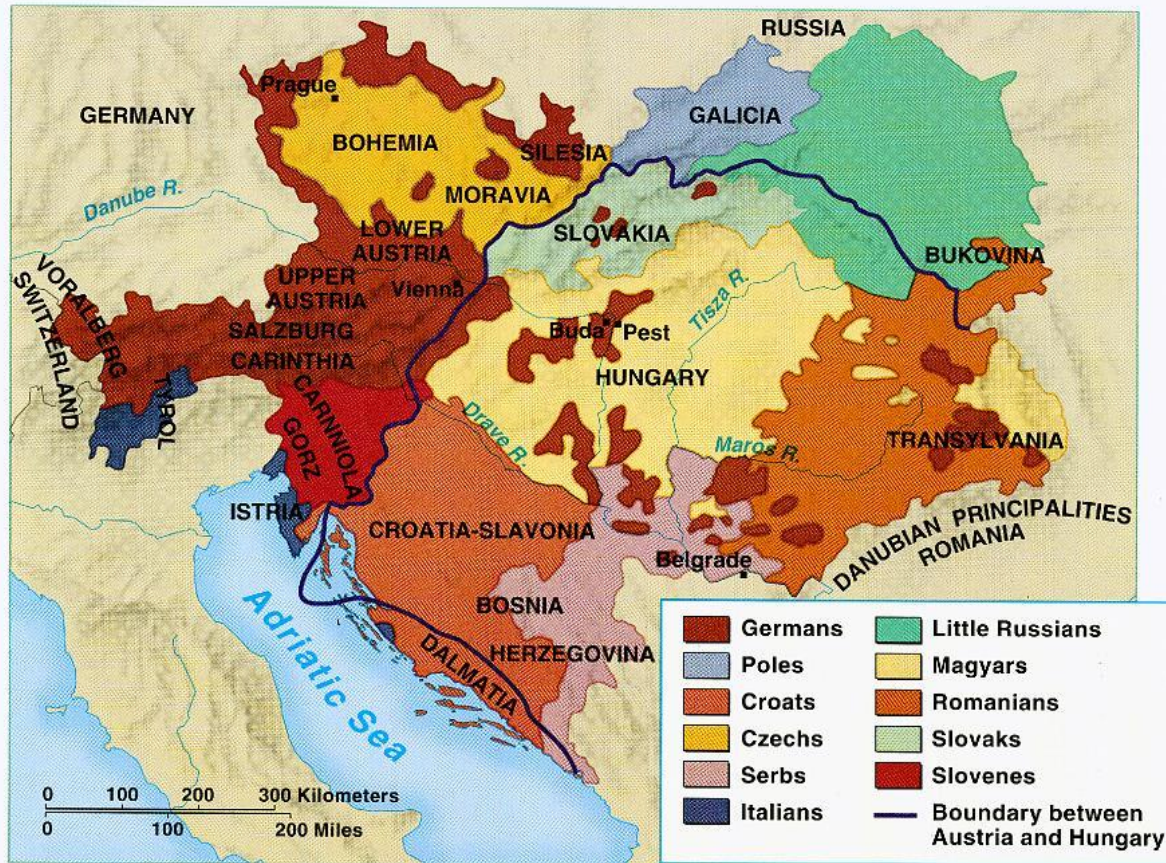 RUSSIA
Prague
GERMANY
GALICIA
BOHEMIA
SILESIA
MORAVIA
Danube R.
LOWER
AUSTRIA
SLOVAKIA
BUKOVINA
UPPER
AUSTRIA
Vienna
Tisza R.
VORALBERG
SWITZERLAND
SALZBURG
Buda
Pest
CARINTHIA
TYROL
HUNGARY
CARNNIOLA
GORZ
Drave R.
Maros R.
TRANSYLVANIA
ISTRIA
CROATIA-SLAVONIA
DANUBIAN PRINCIPALITIES
ROMANIA
Belgrade
Adriatic Sea
BOSNIA
HERZEGOVINA
DALMATIA
Germans
Poles
Croats
Czechs
Serbs
Italians
Little Russians
Magyars
Romanians
Slovaks
Slovenes
Boundary between
Austria and Hungary
0 100 200 300 Kilometers
0 100 200 Miles